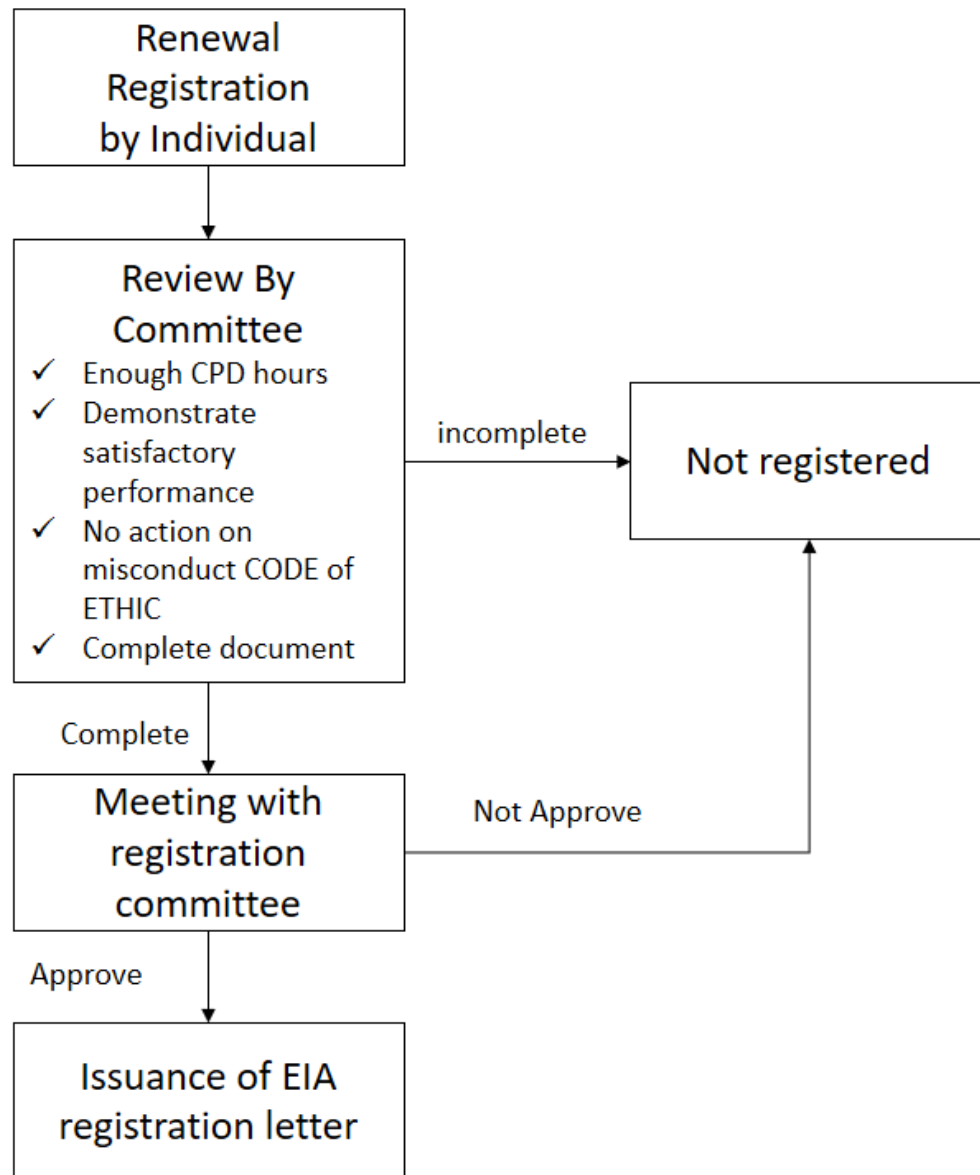 Renewal
Registration
by Individual
Review By
Committee
✓ Enough CPD hours
✓ Demonstrate
satisfactory
performance
✓ No action on
misconduct CODE of
ETHIC
✓ Complete document
incomplete
Not registered
Complete
Meeting with
registration
committee
Not Approve
Approve
Issuance of EIA
registration letter